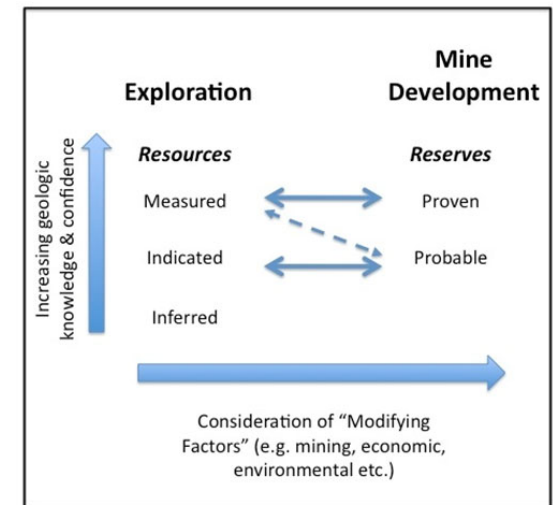 Exploration
Mine
Development
Increasing geologic
knowledge & confidence
Resources
Reserves
Measured
Proven
Indicated
Probable
Inferred
Consideration of “Modifying
Factors” (e.g. mining, economic,
environmental etc.)